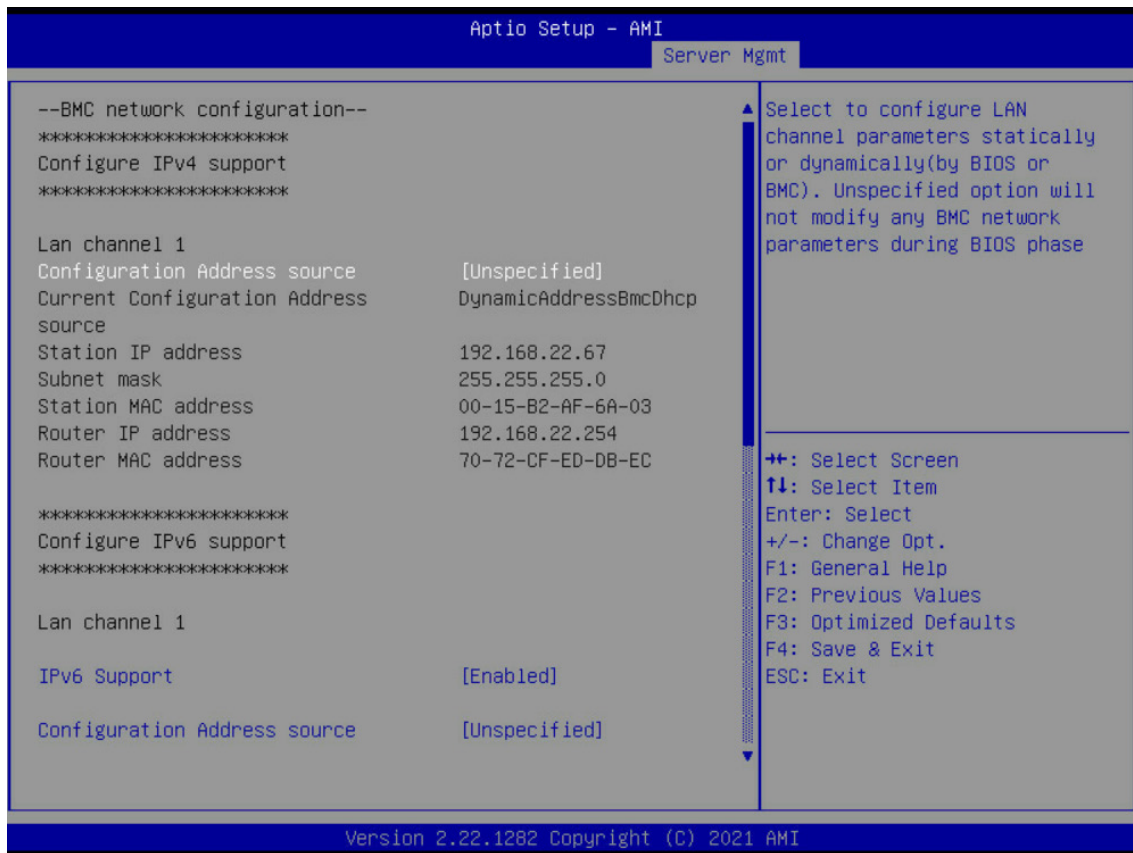 Aptio Setup - AMI
Server Mgmt
--BMC network configuration--
***********************
Configure IPv4 support
***********************
Lan channel 1
Configuration Address source [Unspecified]
Current Configuration Address DynamicAddressBmcDhcp
source
Station IP address 192.168.22.67
Subnet mask 255.255.255.0
Station MAC address 00-15-B2-AF-6A-03
Router IP address 192.168.22.254
Router MAC address 70-72-CF-ED-DB-EC
***********************
Configure IPv6 support
***********************
Lan channel 1
IPv6 Support [Enabled]
Configuration Address source [Unspecified]
Select to configure LAN
channel parameters statically
or dynamically(by BIOS or
BMC). Unspecified option will
not modify any BMC network
parameters during BIOS phase
→←: Select Screen
↑↓: Select Item
Enter: Select
+/-: Change Opt.
F1: General Help
F2: Previous Values
F3: Optimized Defaults
F4: Save & Exit
ESC: Exit
Version 2.22.1282 Copyright (C) 2021 AMI